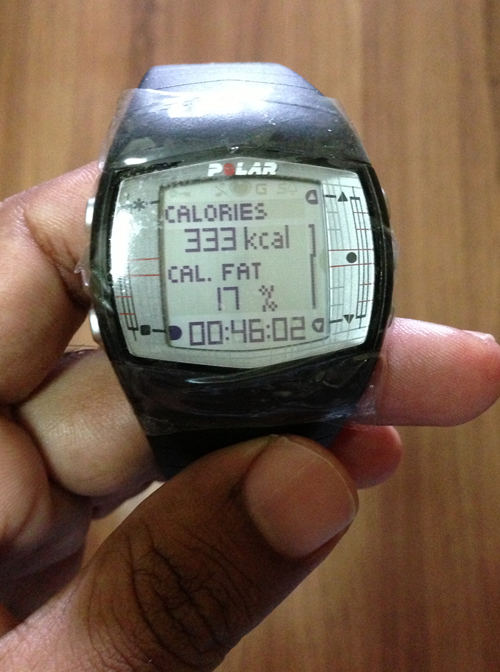 POLAR
CALORIES
333 kcal
CAL. FAT
17 %
00:46:02